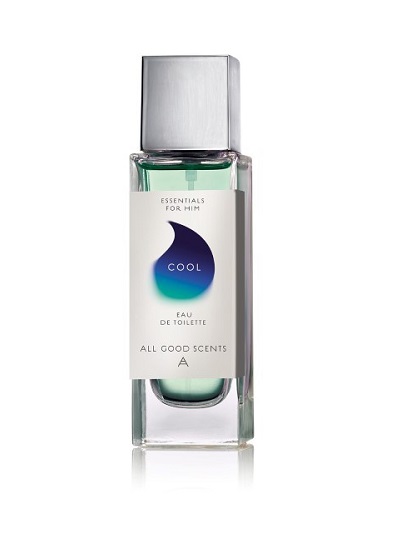 ESSENTIALS
FOR HIM
COOL
EAU
DE TOILETTE
ALL GOOD SCENTS